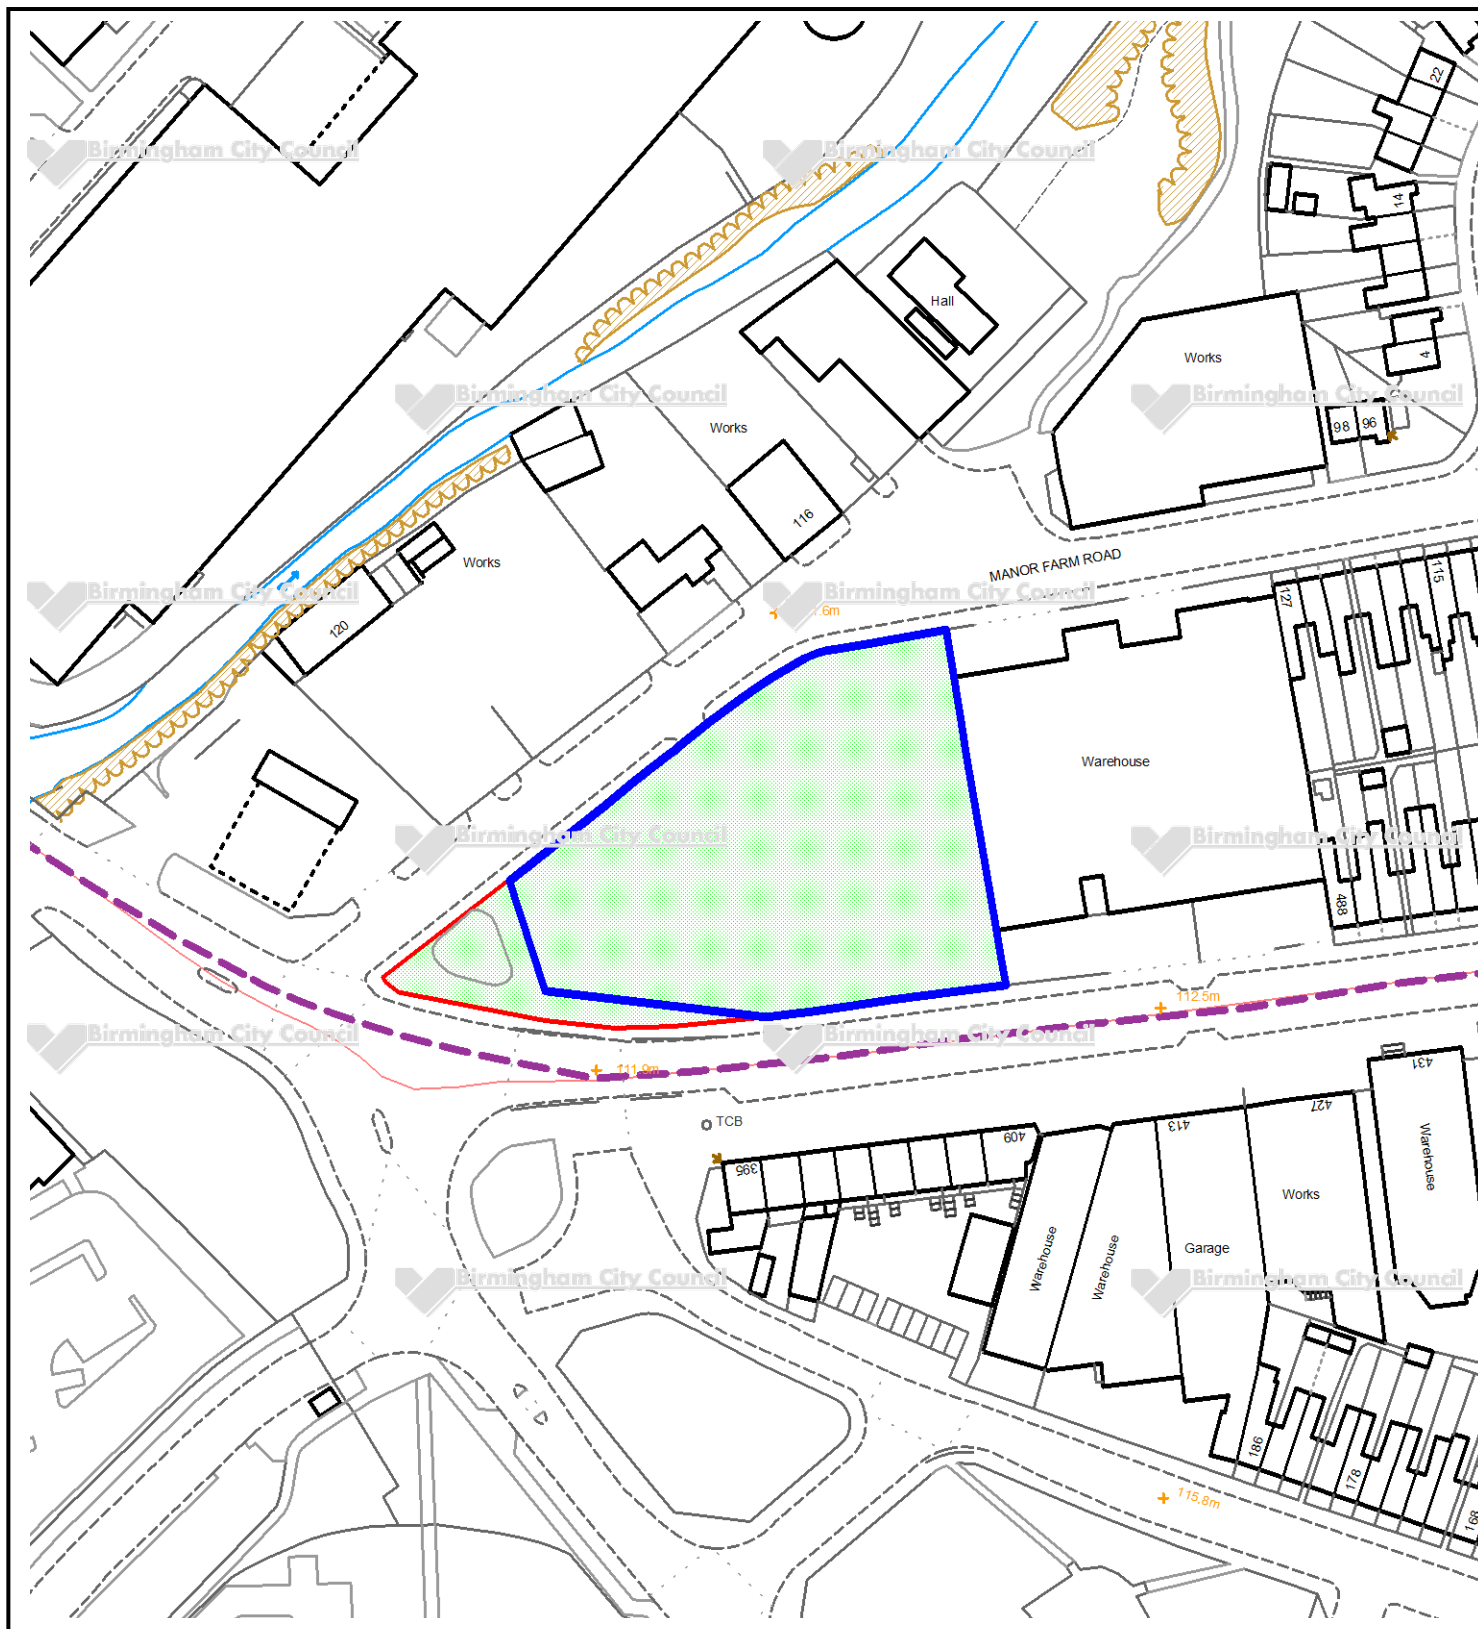 22
Birmingham City Council
Birmingham City Council
14
Hall
4
Works
Birmingham City Council
Birmingham City Council
Works
98
96
116
MANOR FARM ROAD
Works
115
Birmingham City Council
Birmingham City Council
.6m
127
120
Warehouse
Birmingham City Council
Birmingham City Council
488
112.5m
Birmingham City Council
Birmingham City Council
111.9m
431
427
413
TCB
409
395
Warehouse
Works
Garage
Warehouse
Warehouse
Birmingham City Council
Birmingham City Council
186
178
115.8m
168